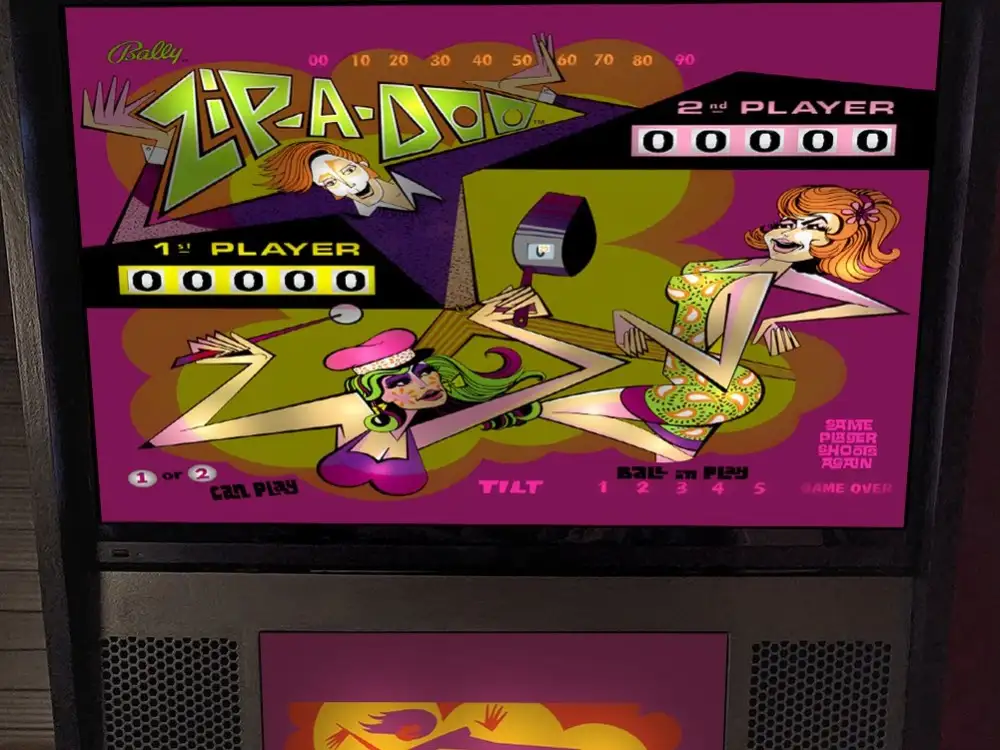 Bally
00 10 20 30 40 50 60 70 80 90
ZIP-A-DOO™
2nd PLAYER
00000
1st PLAYER
00000
SAME
PLAYER
SHOOTS
AGAIN
1 or 2
CAN PLAY
TILT
BALL in PLAY
1 2 3 4 5
GAME OVER